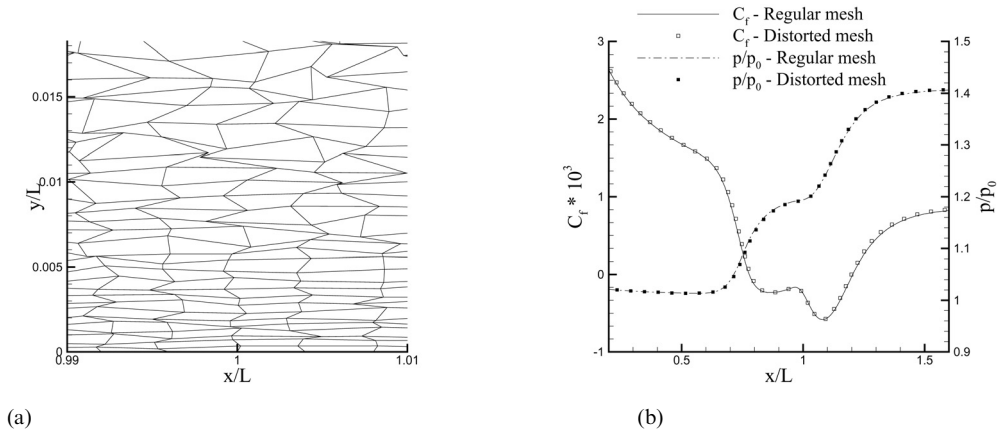 C_f - Regular mesh
C_f - Distorted mesh
p/p_0 - Regular mesh
p/p_0 - Distorted mesh
0.015
0.010
0.005
0
y/L
0.99
1
1.01
x/L
(a)
3
2
1
0
-1
C_f * 10^3
0.5
1
1.5
x/L
1.5
1.4
1.3
1.2
1.1
1
0.9
p/p_0
(b)